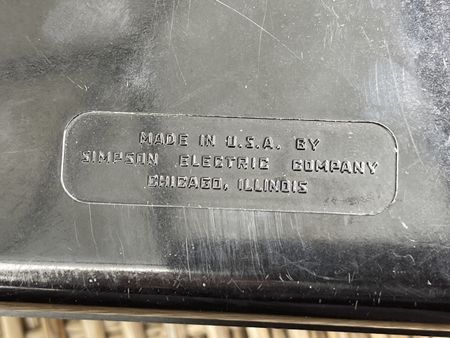 MADE IN U.S.A. BY
SIMPSON ELECTRIC COMPANY
CHICAGO, ILLINOIS